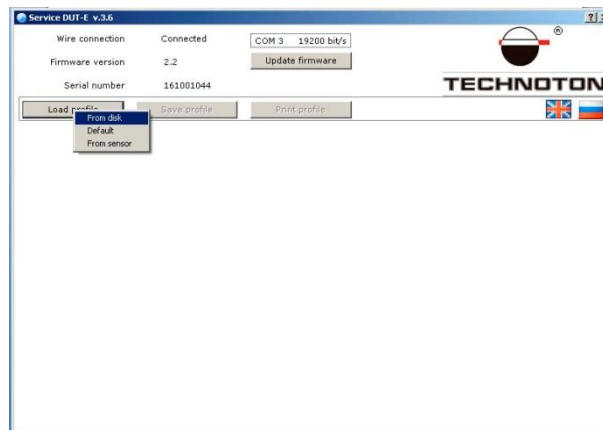 Service DUT-E v.3.6
Wire connection Connected COM 3 19200 bit/s
Firmware version 2.2 Update firmware
Serial number 161001044
®
TECHNOTON
Load profile Save profile Print profile
From disk
Default
From sensor